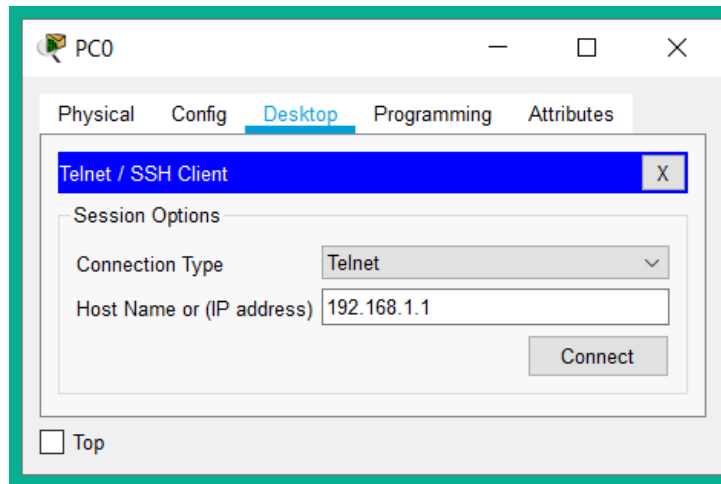 PC0
Physical Config Desktop Programming Attributes
Telnet / SSH Client X
Session Options
Connection Type Telnet
Host Name or (IP address) 192.168.1.1
Connect
Top